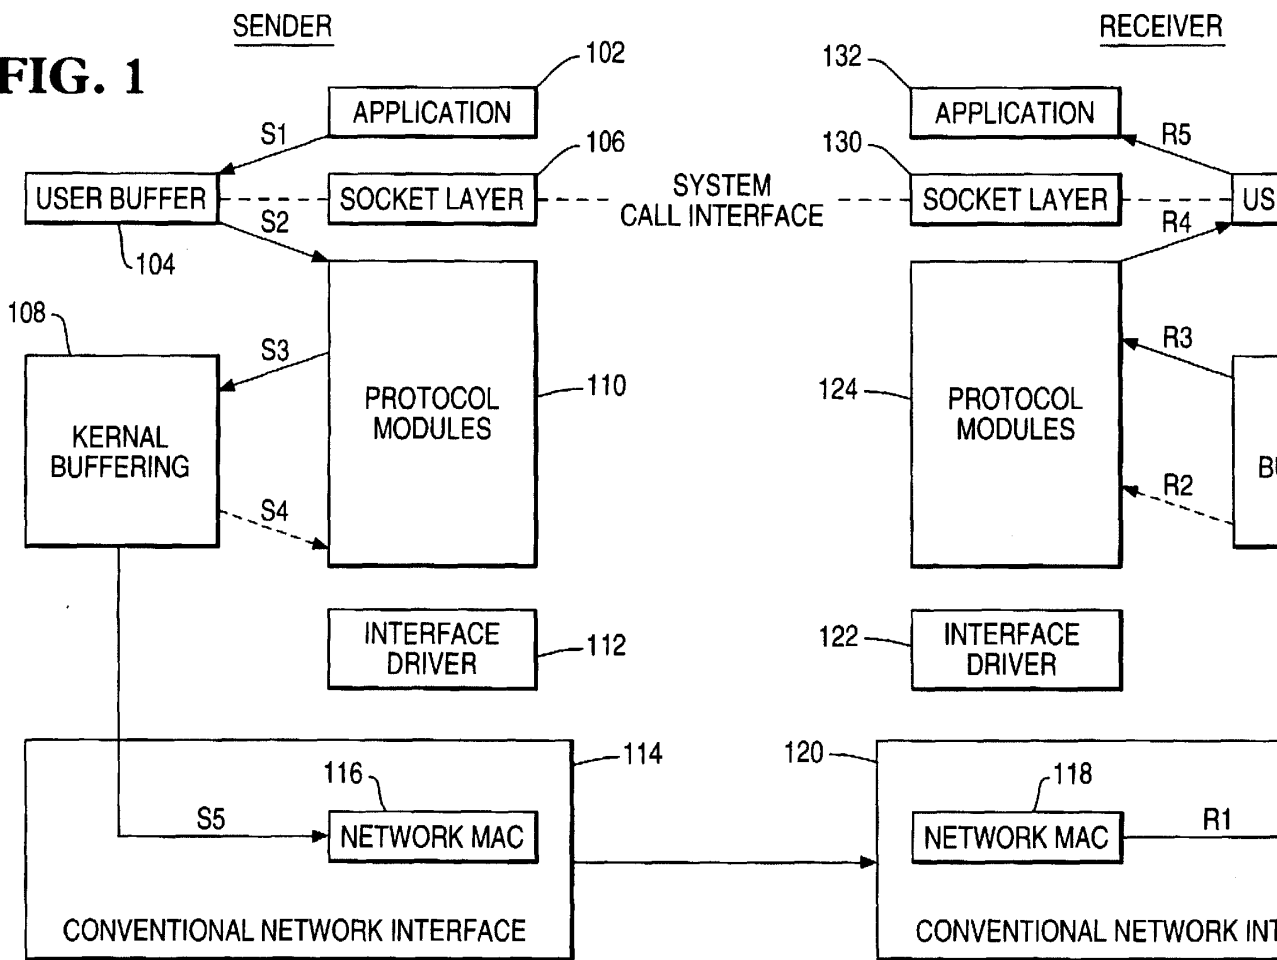 SENDER
RECEIVER
FIG. 1
102
132
APPLICATION
APPLICATION
S1
R5
106
130
USER BUFFER
SOCKET LAYER
SYSTEM
CALL INTERFACE
SOCKET LAYER
US
S2
R4
104
108
S3
R3
KERNAL
BUFFERING
PROTOCOL
MODULES
110
124
PROTOCOL
MODULES
BU
S4
R2
INTERFACE
DRIVER
112
122
INTERFACE
DRIVER
114
120
116
118
S5
NETWORK MAC
NETWORK MAC
R1
CONVENTIONAL NETWORK INTERFACE
CONVENTIONAL NETWORK INT